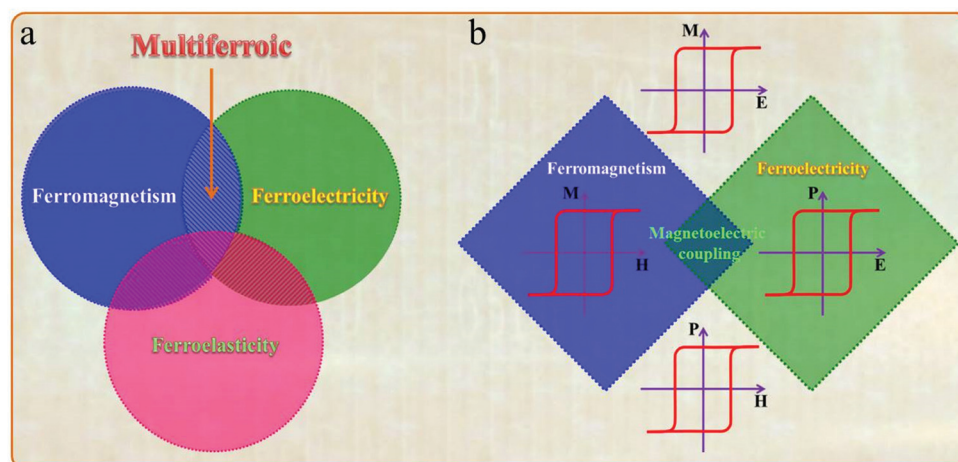 a
Multiferroic
Ferromagnetism
Ferroelectricity
Ferroelasticity
b
M
E
Ferromagnetism
M
H
Magnetoelectric
coupling
Ferroelectricity
P
E
P
H